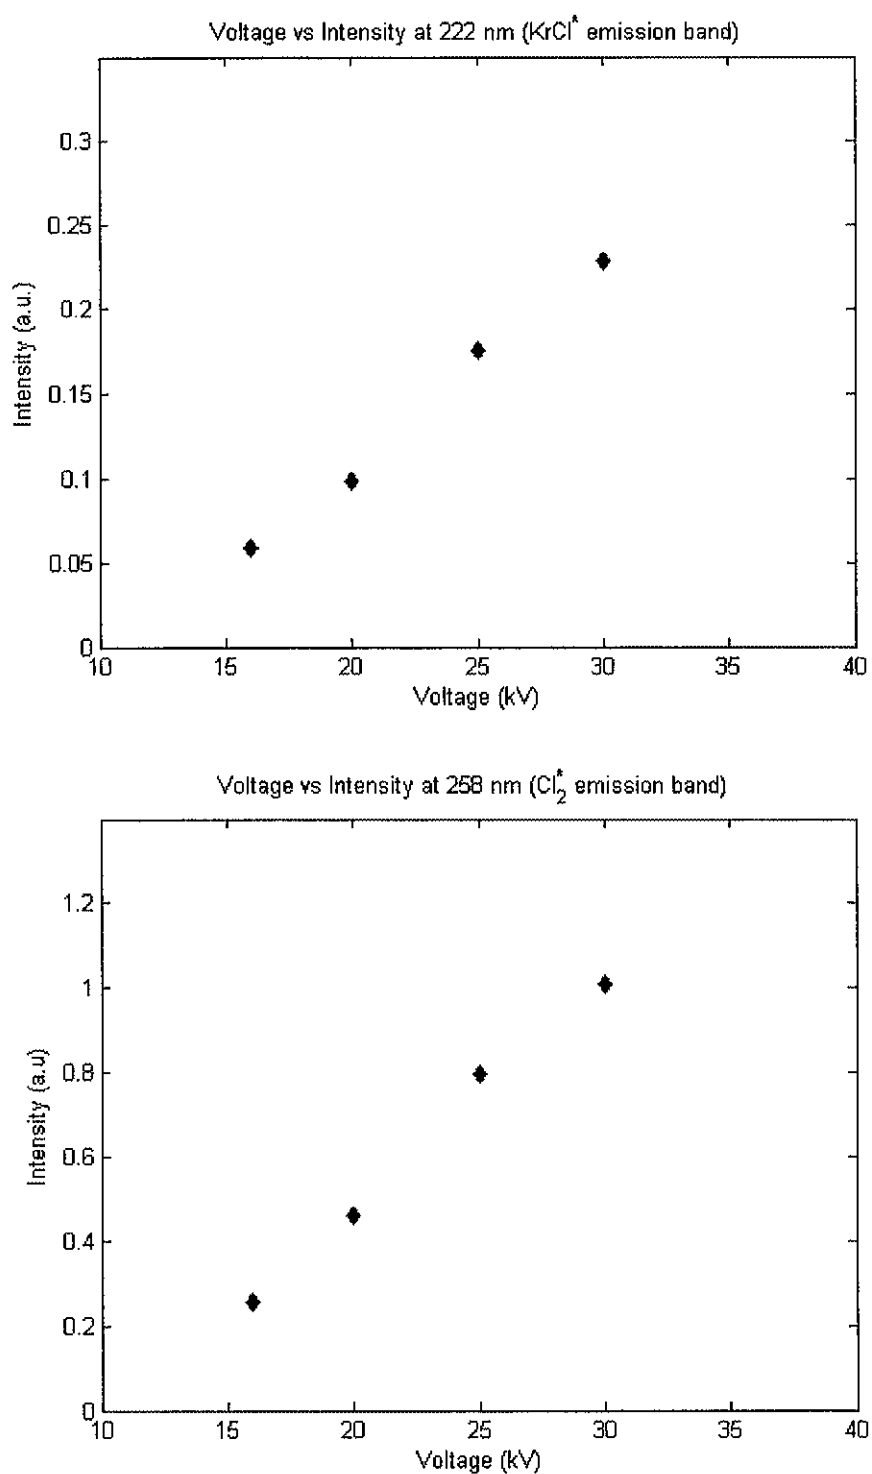 Voltage vs Intensity at 222 nm (KrCl* emission band)
0.3
0.25
0.2
0.15
0.1
0.05
0
Intensity (a.u.)
10 15 20 25 30 35 40
Voltage (kV)
Voltage vs Intensity at 258 nm (Cl₂* emission band)
1.2
1
0.8
0.6
0.4
0.2
0
Intensity (a.u)
10 15 20 25 30 35 40
Voltage (kV)